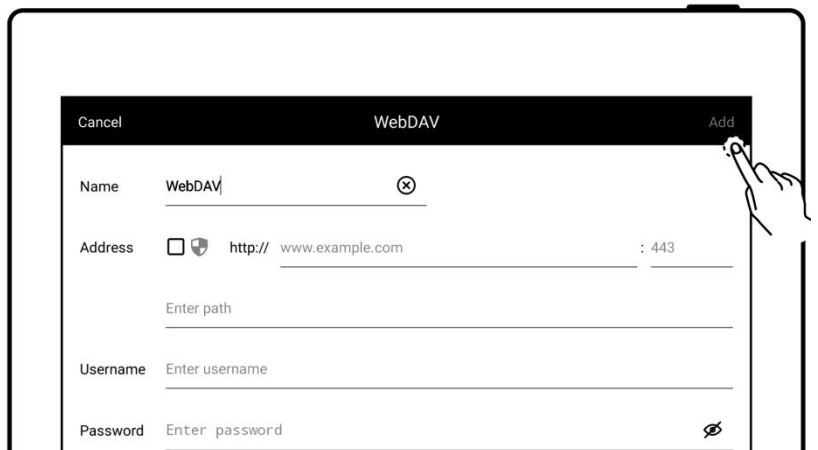 Cancel WebDAV Add
Name WebDAV
Address http:// www.example.com : 443
Enter path
Username Enter username
Password Enter password